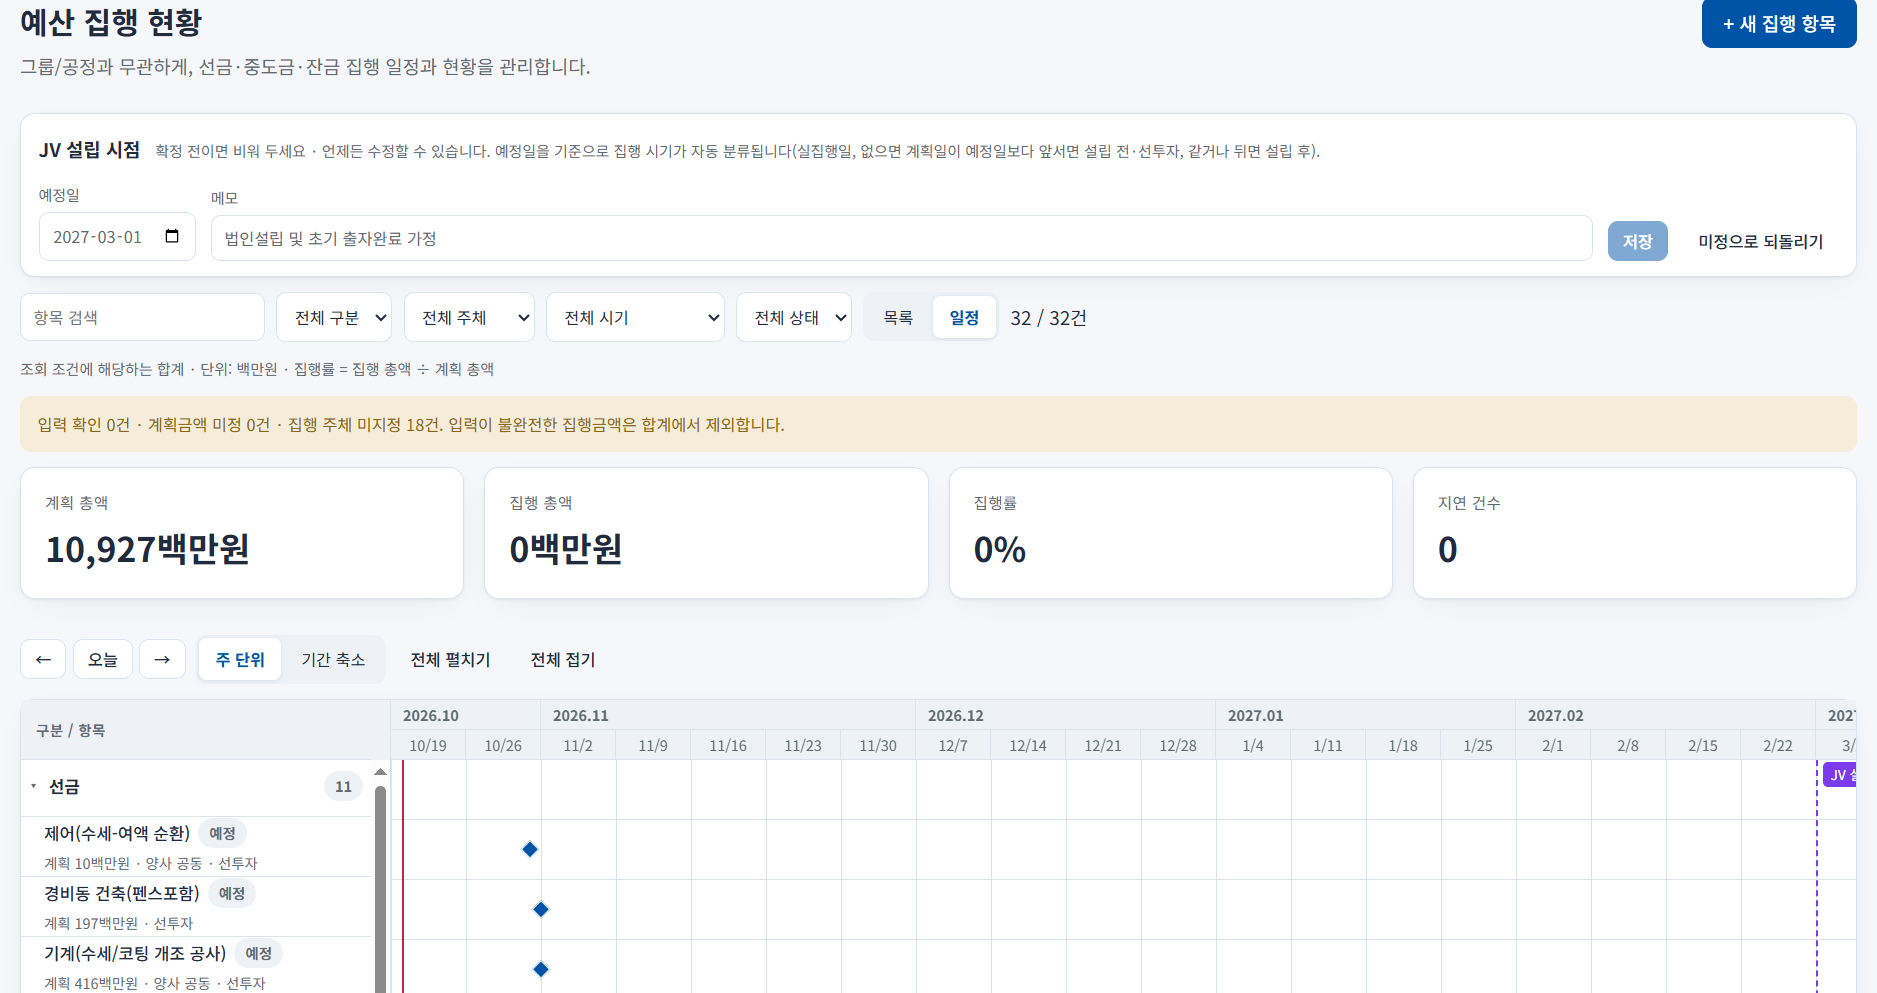 예산 집행 현황
+ 새 집행 항목
그룹/공정과 무관하게, 선금·중도금·잔금 집행 일정과 현황을 관리합니다.
JV 설립 시점 확정 전이면 비워 두세요 · 언제든 수정할 수 있습니다. 예정일을 기준으로 집행 시기가 자동 분류됩니다(실집행일, 없으면 계획일이 예정일보다 앞서면 설립 전·선투자, 같거나 뒤면 설립 후).
예정일
메모
2027-03-01
법인설립 및 초기 출자완료 가정
저장
미정으로 되돌리기
항목 검색
전체 구분
전체 주체
전체 시기
전체 상태
목록
일정
32 / 32건
조회 조건에 해당하는 합계 · 단위: 백만원 · 집행률 = 집행 총액 ÷ 계획 총액
입력 확인 0건 · 계획금액 미정 0건 · 집행 주체 미지정 18건. 입력이 불완전한 집행금액은 합계에서 제외합니다.
계획 총액
10,927백만원
집행 총액
0백만원
집행률
0%
지연 건수
0
← 오늘 → 주 단위 기간 축소 전체 펼치기 전체 접기
구분 / 항목
2026.10 2026.11 2026.12 2027.01 2027.02
10/19 10/26 11/2 11/9 11/16 11/23 11/30 12/7 12/14 12/21 12/28 1/4 1/11 1/18 1/25 2/1 2/8 2/15 2/22 3/
JV
선금 11
제어(수세-여액 순환) 예정
계획 10백만원 · 양사 공동 · 선투자
경비동 건축(펜스포함) 예정
계획 197백만원 · 선투자
기계(수세/코팅 개조 공사) 예정
계획 416백만원 · 양사 공동 · 선투자